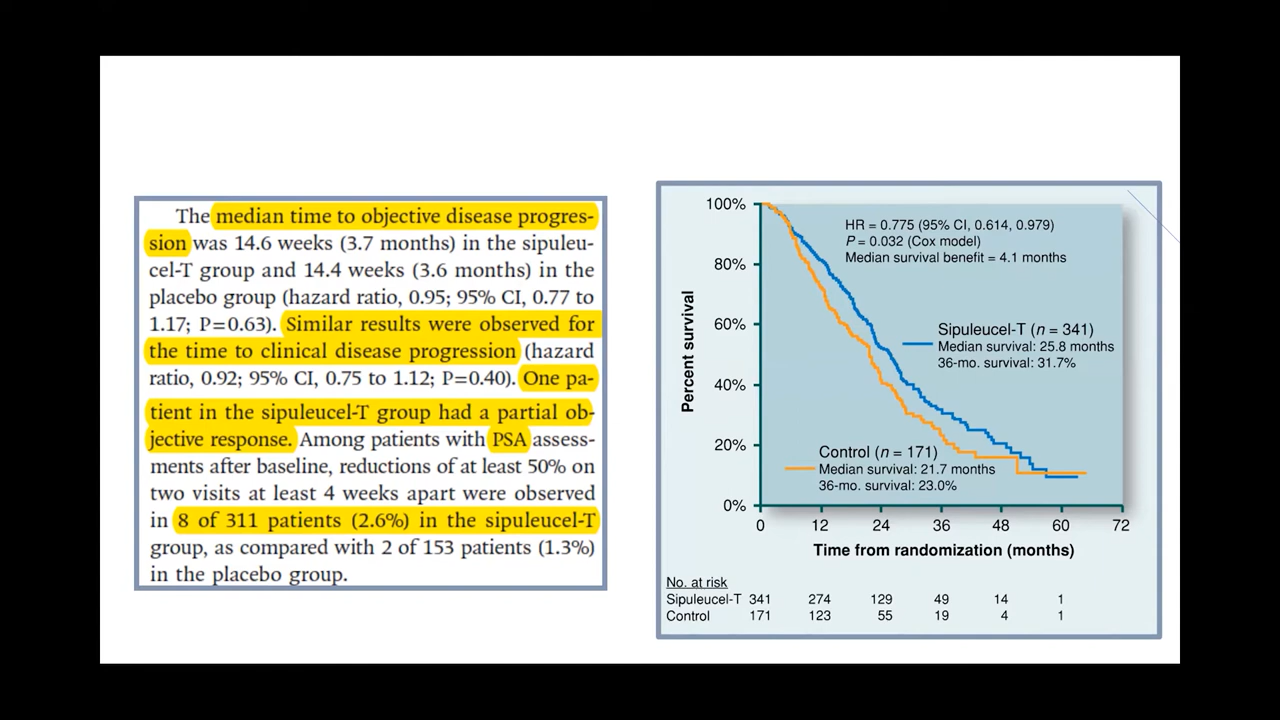 The median time to objective disease progres-
sion was 14.6 weeks (3.7 months) in the sipuleu-
cel-T group and 14.4 weeks (3.6 months) in the
placebo group (hazard ratio, 0.95; 95% CI, 0.77 to
1.17; P=0.63). Similar results were observed for
the time to clinical disease progression (hazard
ratio, 0.92; 95% CI, 0.75 to 1.12; P=0.40). One pa-
tient in the sipuleucel-T group had a partial ob-
jective response. Among patients with PSA assess-
ments after baseline, reductions of at least 50% on
two visits at least 4 weeks apart were observed
in 8 of 311 patients (2.6%) in the sipuleucel-T
group, as compared with 2 of 153 patients (1.3%)
in the placebo group.
Percent survival
100%
80%
60%
40%
20%
0%
HR = 0.775 (95% CI, 0.614, 0.979)
P = 0.032 (Cox model)
Median survival benefit = 4.1 months
Sipuleucel-T (n = 341)
Median survival: 25.8 months
36-mo. survival: 31.7%
Control (n = 171)
Median survival: 21.7 months
36-mo. survival: 23.0%
0 12 24 36 48 60 72
Time from randomization (months)
No. at risk
Sipuleucel-T 341 274 129 49 14 1
Control 171 123 55 19 4 1